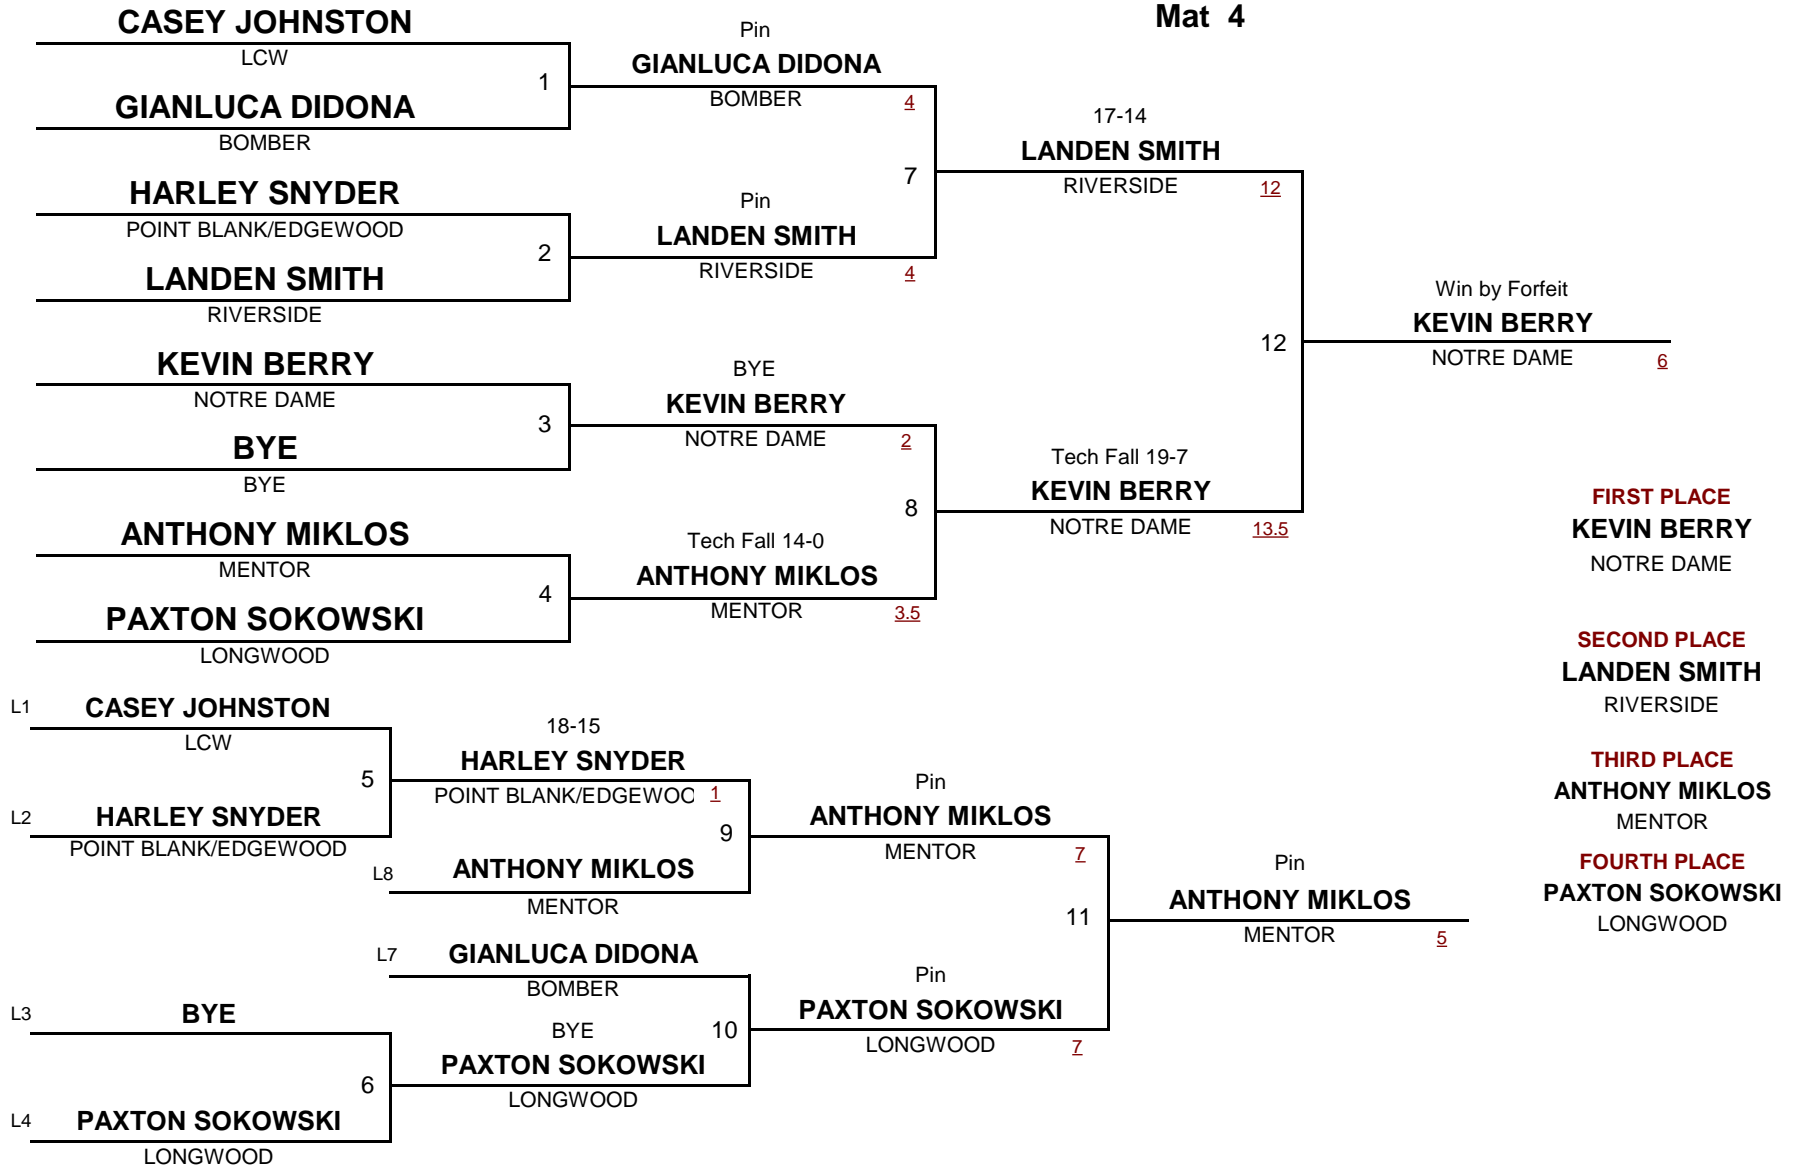 Mat 4
CASEY JOHNSTON
LCW
1
GIANLUCA DIDONA
BOMBER
HARLEY SNYDER
POINT BLANK/EDGEWOOD
2
LANDEN SMITH
RIVERSIDE
KEVIN BERRY
NOTRE DAME
3
BYE
BYE
ANTHONY MIKLOS
MENTOR
4
PAXTON SOKOWSKI
LONGWOOD
Pin
GIANLUCA DIDONA
BOMBER 4
7
Pin
LANDEN SMITH
RIVERSIDE 4
BYE
KEVIN BERRY
NOTRE DAME 2
8
Tech Fall 14-0
ANTHONY MIKLOS
MENTOR 3.5
17-14
LANDEN SMITH
RIVERSIDE 12
12
Tech Fall 19-7
KEVIN BERRY
NOTRE DAME 13.5
Win by Forfeit
KEVIN BERRY
NOTRE DAME 6
FIRST PLACE
KEVIN BERRY
NOTRE DAME
SECOND PLACE
LANDEN SMITH
RIVERSIDE
THIRD PLACE
ANTHONY MIKLOS
MENTOR
FOURTH PLACE
PAXTON SOKOWSKI
LONGWOOD
L1 CASEY JOHNSTON
LCW
5
L2 HARLEY SNYDER
POINT BLANK/EDGEWOOD
L3 BYE
6
L4 PAXTON SOKOWSKI
LONGWOOD
18-15
HARLEY SNYDER
POINT BLANK/EDGEWOO 1
9
L8 ANTHONY MIKLOS
MENTOR
L7 GIANLUCA DIDONA
BOMBER
10
BYE
PAXTON SOKOWSKI
LONGWOOD
Pin
ANTHONY MIKLOS
MENTOR 7
11
Pin
PAXTON SOKOWSKI
LONGWOOD 7
Pin
ANTHONY MIKLOS
MENTOR 5